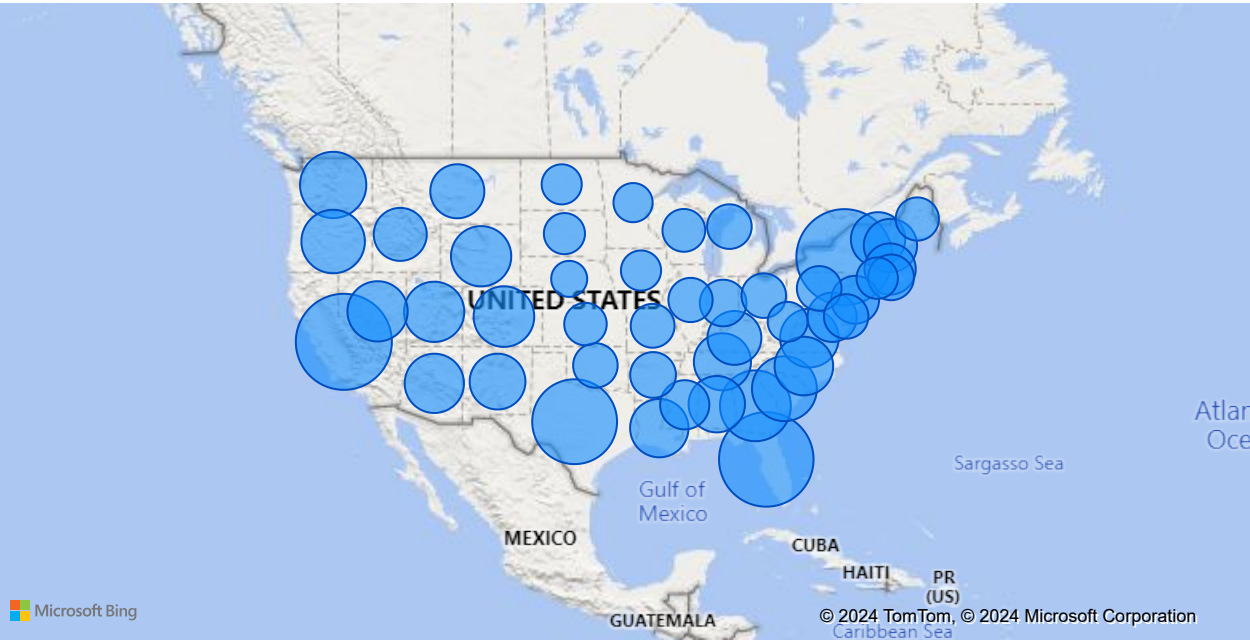 UNITED STATES
Atlan
Oce
Sargasso Sea
Gulf of
Mexico
MEXICO
CUBA
HAITI
PR
(US)
Microsoft Bing
GUATEMALA
© 2024 TomTom, © 2024 Microsoft Corporation
Caribbean Sea